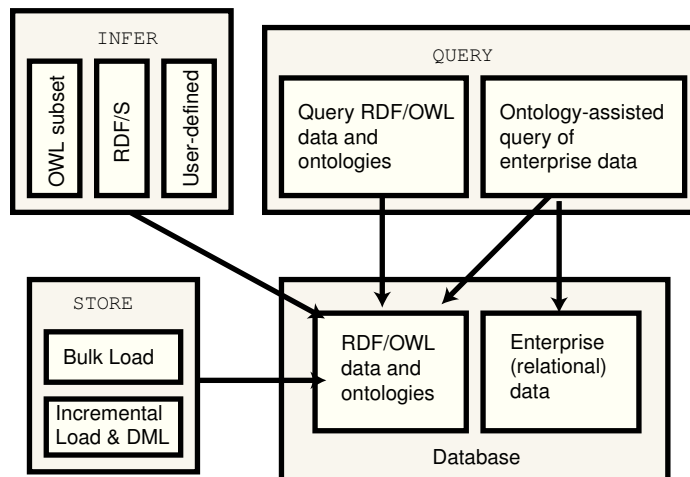 INFER
OWL subset
RDF/S
User-defined
QUERY
Query RDF/OWL
data and
ontologies
Ontology-assisted
query of
enterprise data
STORE
Bulk Load
Incremental
Load & DML
RDF/OWL
data and
ontologies
Enterprise
(relational)
data
Database